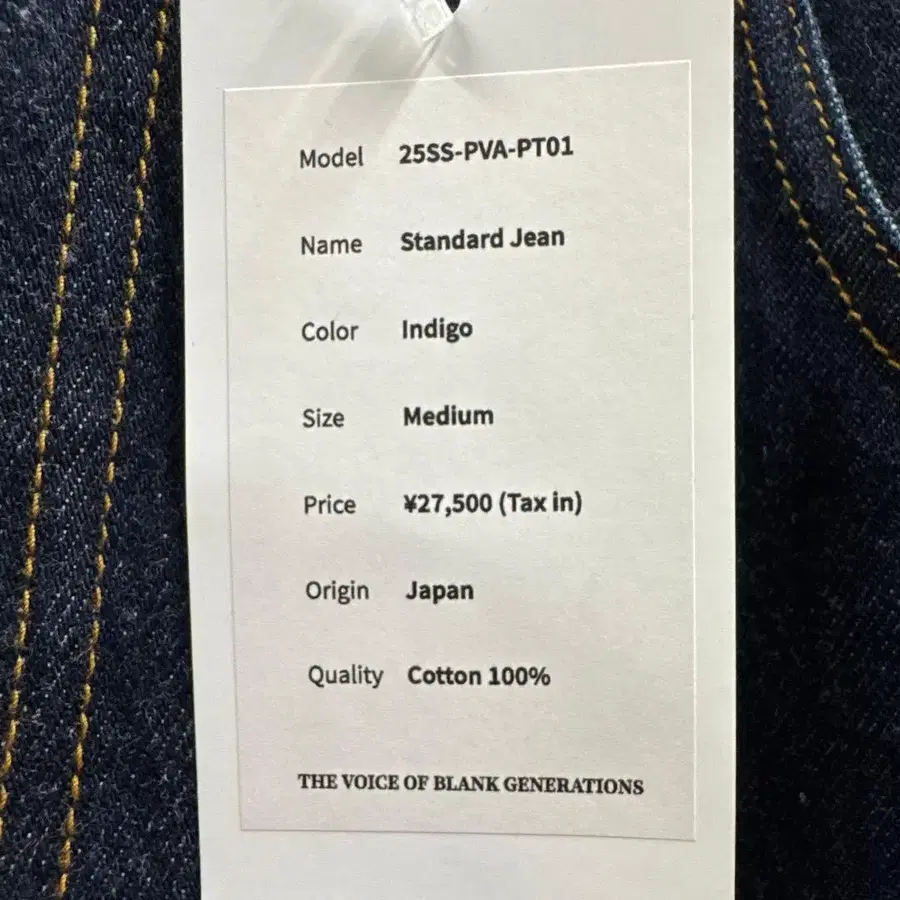 Model 25SS-PVA-PT01
Name Standard Jean
Color Indigo
Size Medium
Price ¥27,500 (Tax in)
Origin Japan
Quality Cotton 100%
THE VOICE OF BLANK GENERATIONS